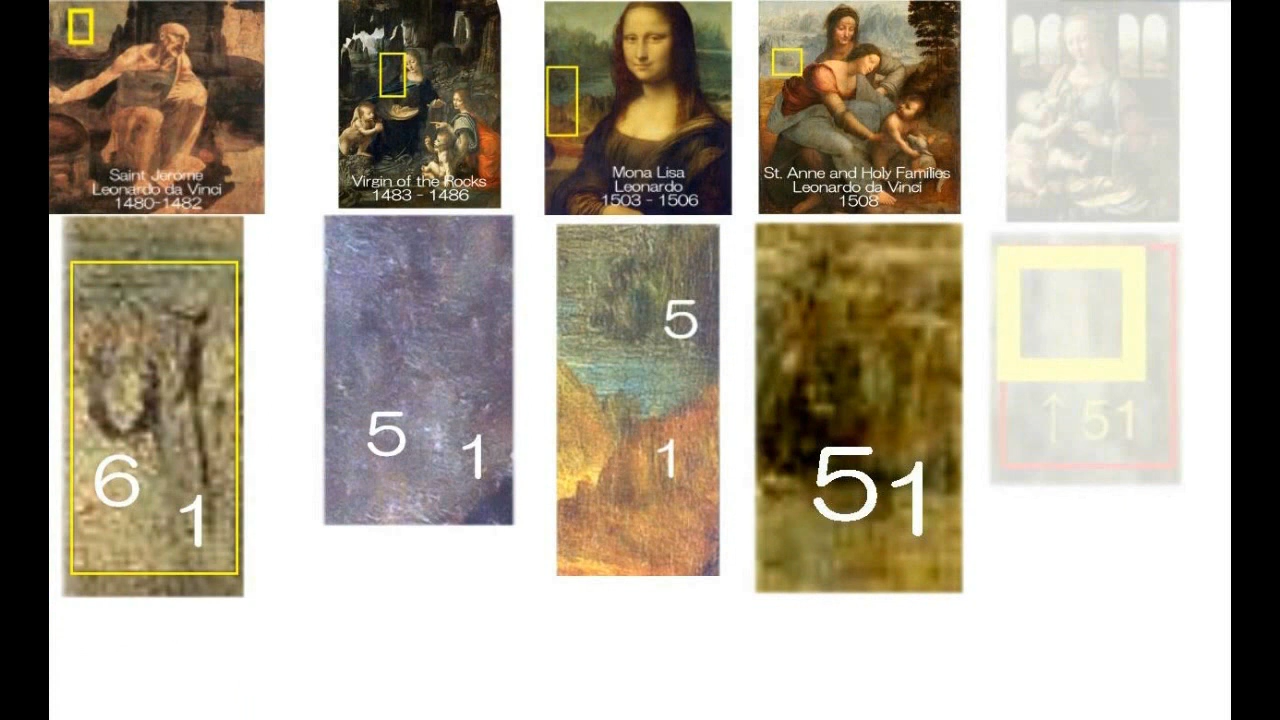 Saint Jerome
Leonardo da Vinci
1480-1482
Virgin of the Rocks
1483 - 1486
Mona Lisa
Leonardo
1503 - 1506
St. Anne and Holy Families
Leonardo da Vinci
1508
6
1
5
1
5
1
51
↑ 51